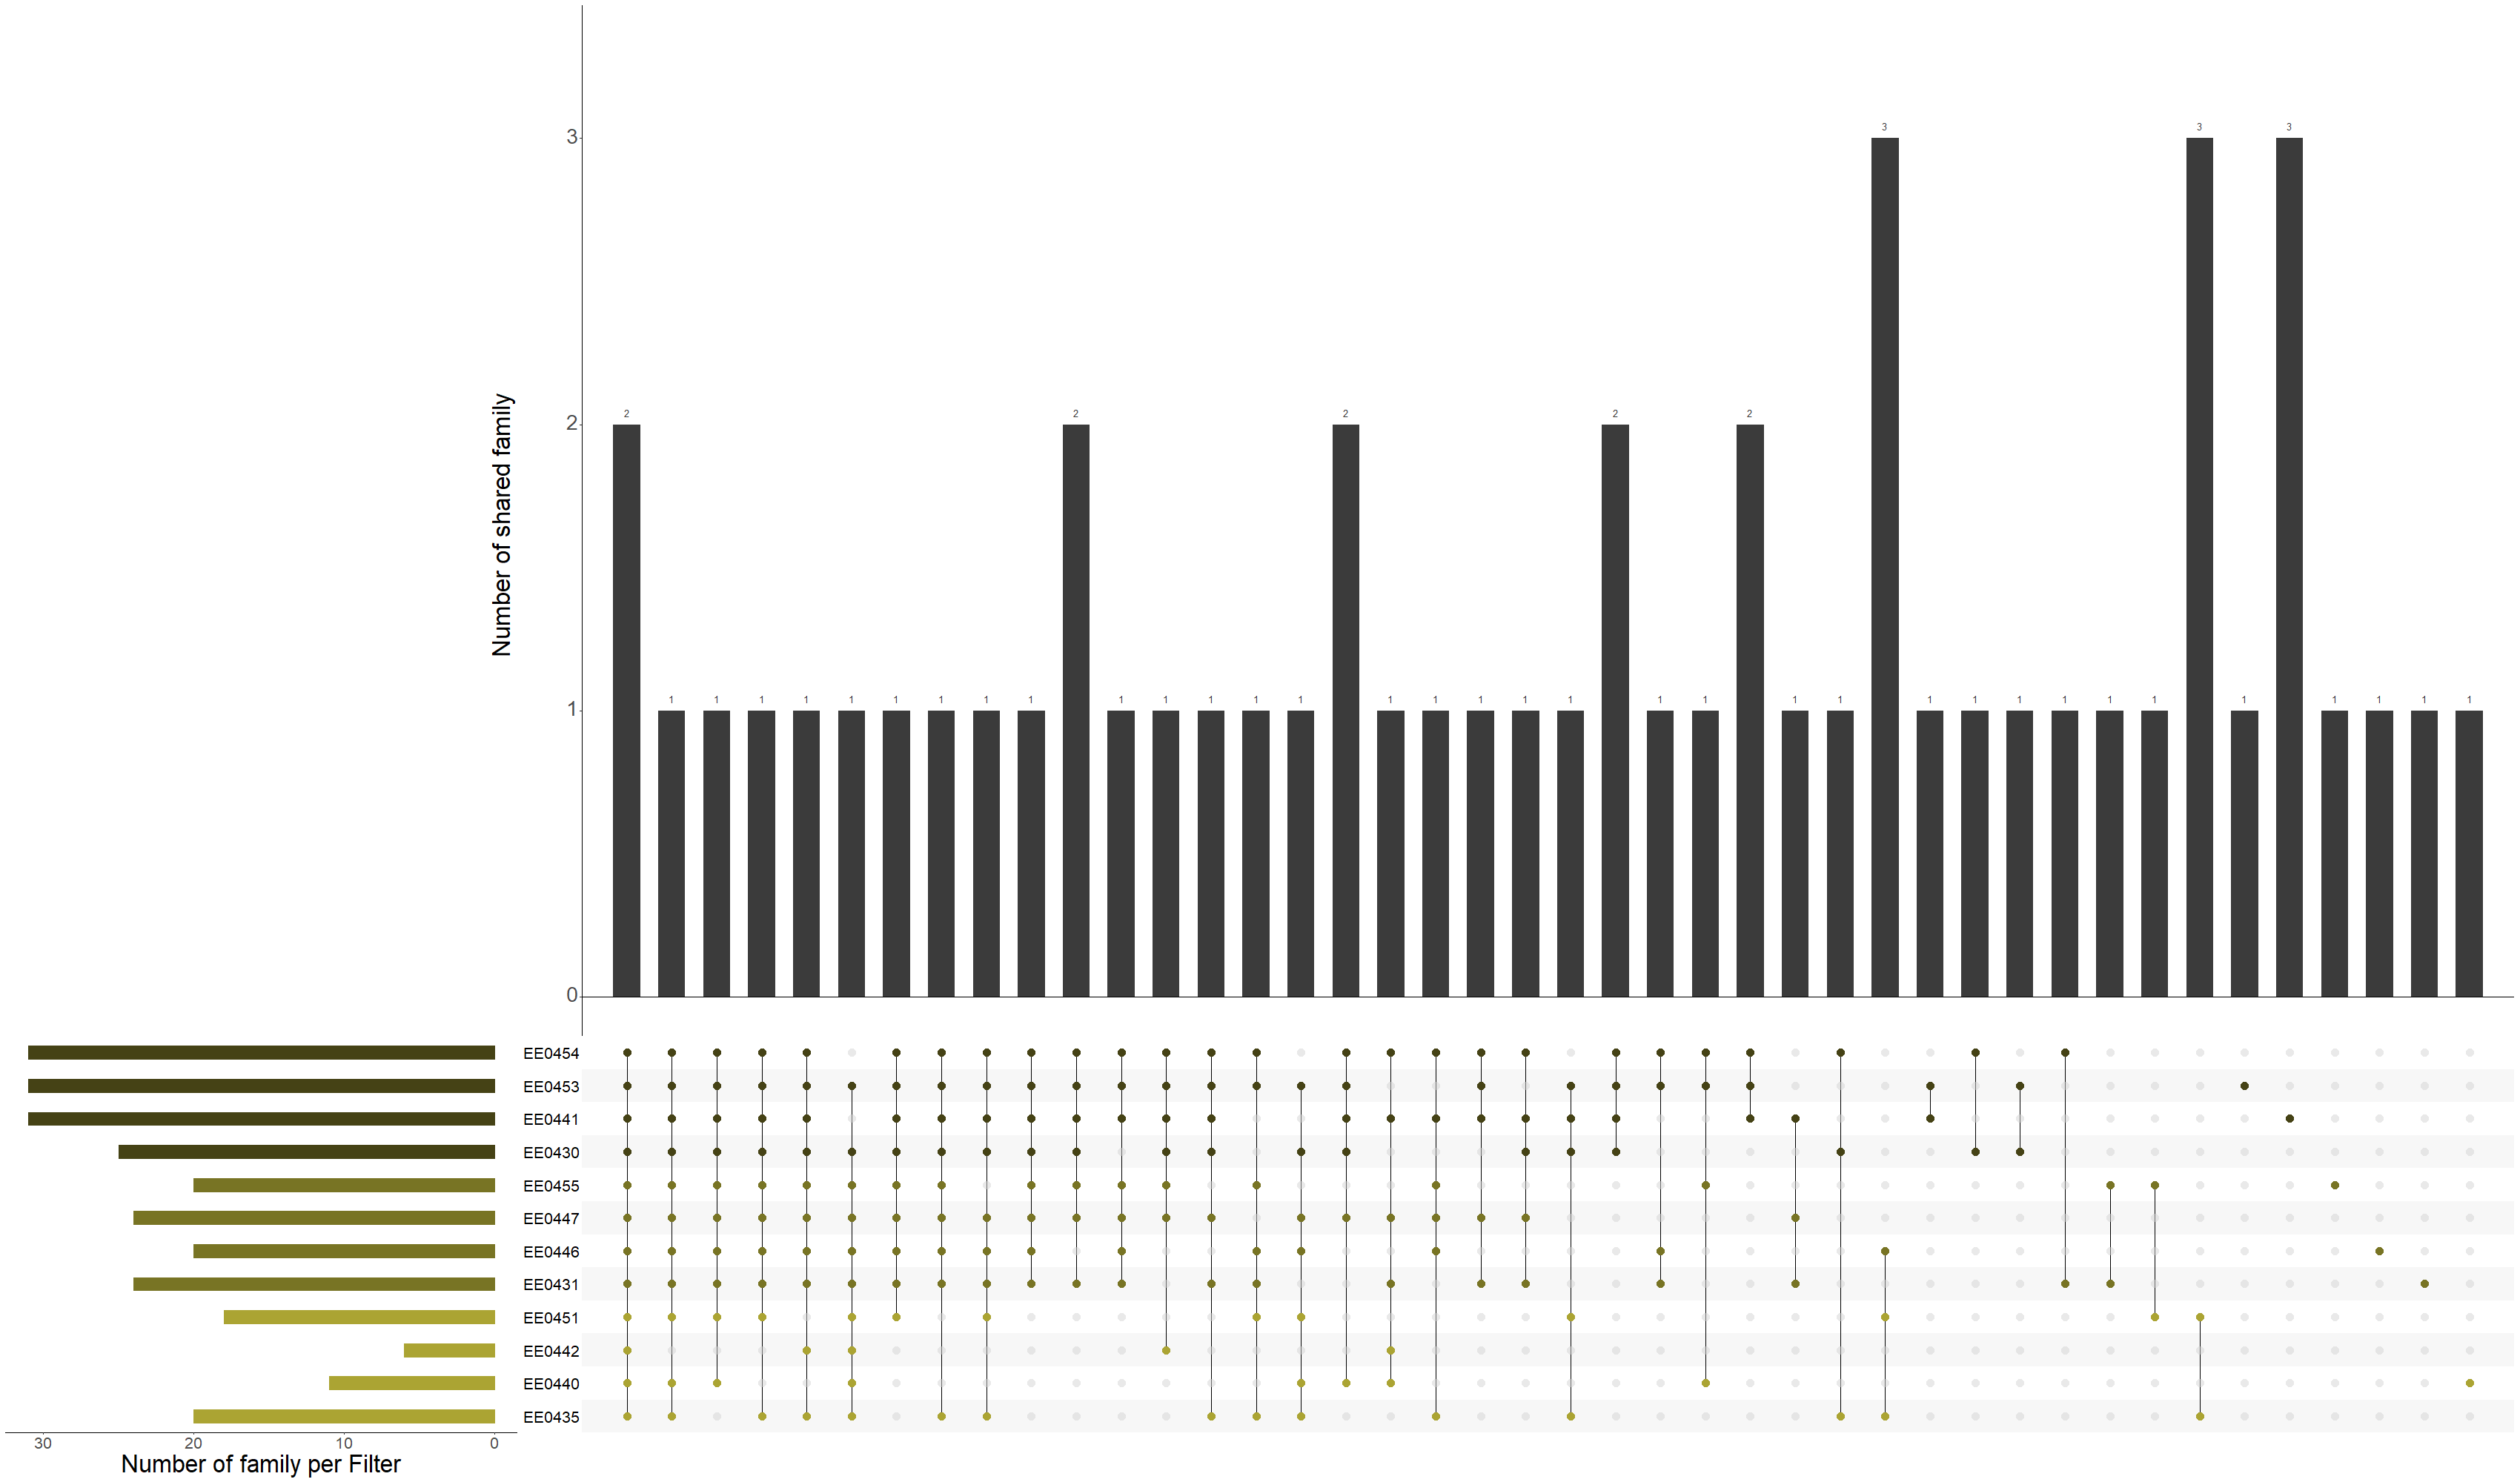 Number of shared family
3
2
1
0
2 1 1 1 1 1 1 1 1 1 2 1 1 1 1 1 2 1 1 1 1 1 2 1 1 2 1 1 3 1 1 1 1 1 1 3 1 3 1 1 1 1
EE0454
EE0453
EE0441
EE0430
EE0455
EE0447
EE0446
EE0431
EE0451
EE0442
EE0440
EE0435
30 20 10 0
Number of family per Filter